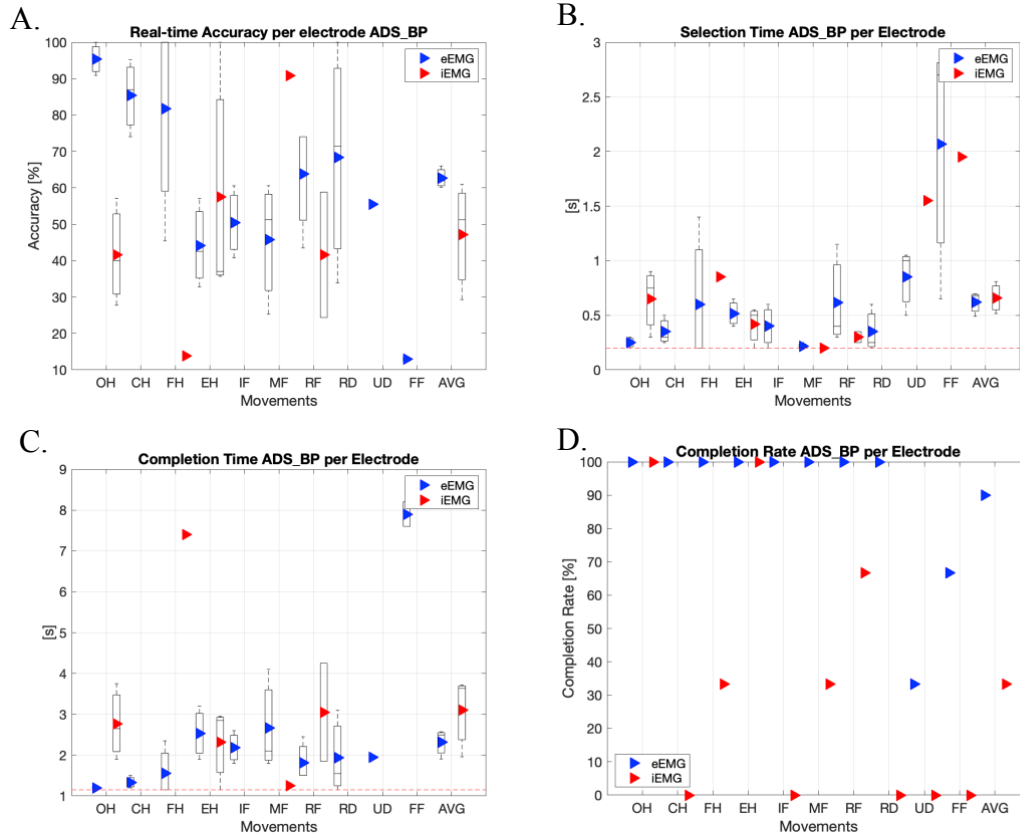 A.
Real-time Accuracy per electrode ADS_BP
eEMG
iEMG
100
90
80
70
60
50
40
30
20
10
Accuracy [%]
OH CH FH EH IF MF RF RD UD FF AVG
Movements
B.
Selection Time ADS_BP per Electrode
eEMG
iEMG
3
2.5
2
1.5
1
0.5
0
[s]
OH CH FH EH IF MF RF RD UD FF AVG
Movements
C.
Completion Time ADS_BP per Electrode
eEMG
iEMG
9
8
7
6
5
4
3
2
1
[s]
OH CH FH EH IF MF RF RD UD FF AVG
Movements
D.
Completion Rate ADS_BP per Electrode
100
90
80
70
60
50
40
30
20
10
0
Completion Rate [%]
eEMG
iEMG
OH CH FH EH IF MF RF RD UD FF AVG
Movements